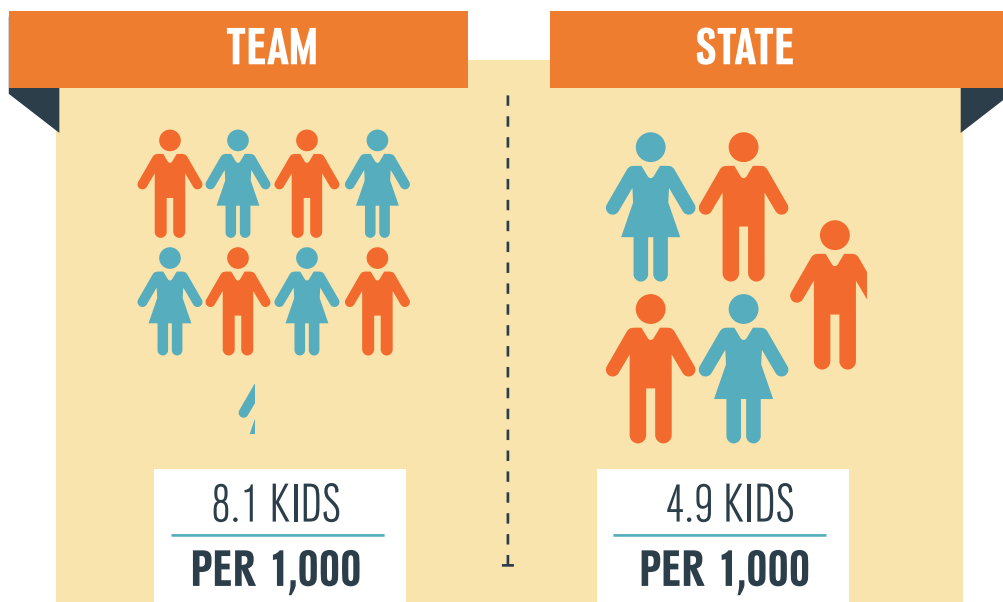 TEAM
STATE
8.1 KIDS
PER 1,000
4.9 KIDS
PER 1,000